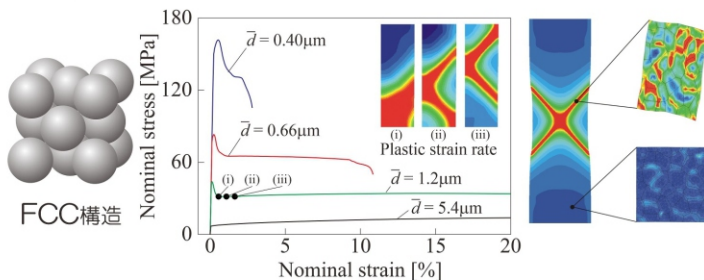 FCC構造
Nominal stress [MPa]
180
120
60
0
d̅ = 0.40μm
d̅ = 0.66μm
d̅ = 1.2μm
d̅ = 5.4μm
(i) (ii) (iii)
(i) (ii) (iii)
Plastic strain rate
0 5 10 15 20
Nominal strain [%]